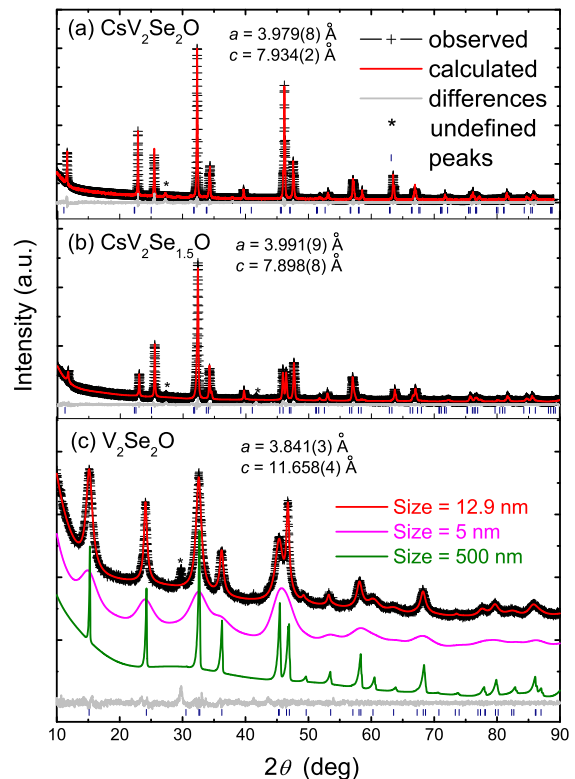 (a) CsV₂Se₂O
a = 3.979(8) Å
c = 7.934(2) Å
observed
calculated
differences
* undefined
peaks
(b) CsV₂Se₁.₅O
a = 3.991(9) Å
c = 7.898(8) Å
*
*
*
Intensity (a.u.)
(c) V₂Se₂O
a = 3.841(3) Å
c = 11.658(4) Å
Size = 12.9 nm
Size = 5 nm
Size = 500 nm
*
10 20 30 40 50 60 70 80 90
2θ (deg)